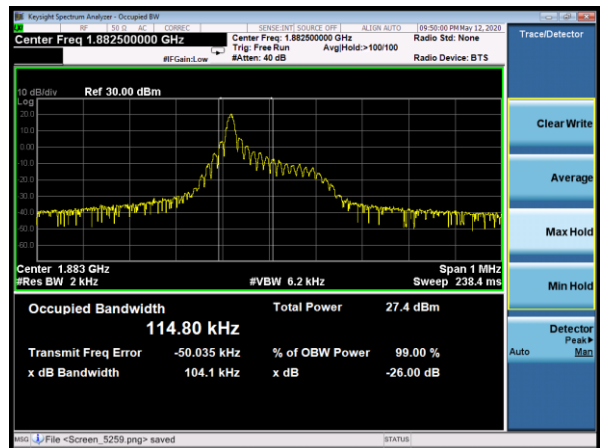 Keysight Spectrum Analyzer - Occupied BW
RF 50 Ω AC CORREC SENSE:INT SOURCE OFF ALIGN AUTO 09:50:00 PM May 12, 2020
Center Freq 1.882500000 GHz Center Freq: 1.882500000 GHz Radio Std: None
Trig: Free Run Avg|Hold:>100/100
#IFGain:Low #Atten: 40 dB Radio Device: BTS
Trace/Detector
10 dB/div Ref 30.00 dBm
Log
20.0
10.0
0.00
-10.0
-20.0
-30.0
-40.0
-50.0
-60.0
Clear Write
Average
Max Hold
Min Hold
Detector
Peak▶
Auto Man
Center 1.883 GHz Span 1 MHz
#Res BW 2 kHz #VBW 6.2 kHz Sweep 238.4 ms
Occupied Bandwidth Total Power 27.4 dBm
114.80 kHz
Transmit Freq Error -50.035 kHz % of OBW Power 99.00 %
x dB Bandwidth 104.1 kHz x dB -26.00 dB
MSG File <Screen_5259.png> saved STATUS